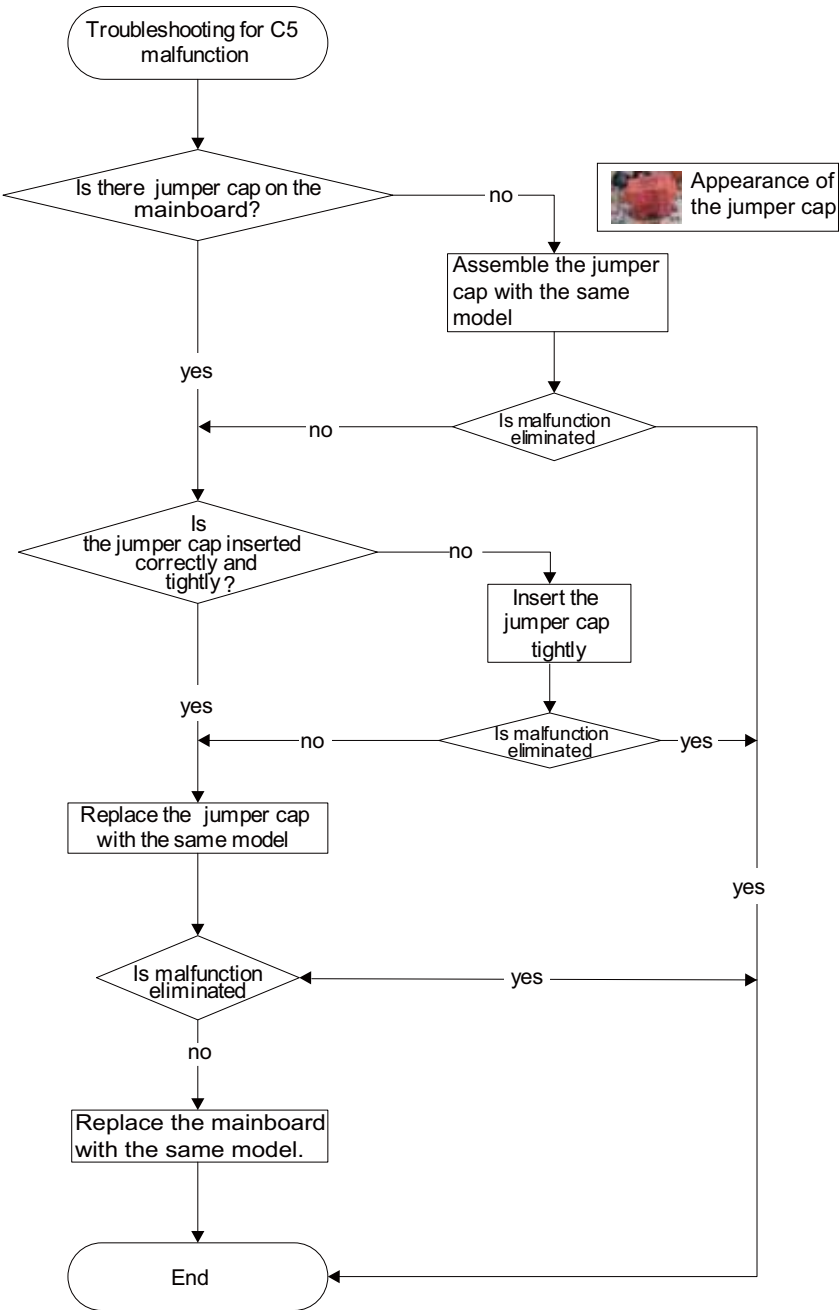 Troubleshooting for C5
malfunction
Is there jumper cap on the
mainboard?
no
Appearance of
the jumper cap
Assemble the jumper
cap with the same
model
yes
Is malfunction
eliminated
no
Is
the jumper cap inserted
correctly and
tightly?
no
Insert the
jumper cap
tightly
yes
Is malfunction
eliminated
no
yes
Replace the jumper cap
with the same model
yes
Is malfunction
eliminated
yes
no
Replace the mainboard
with the same model.
End